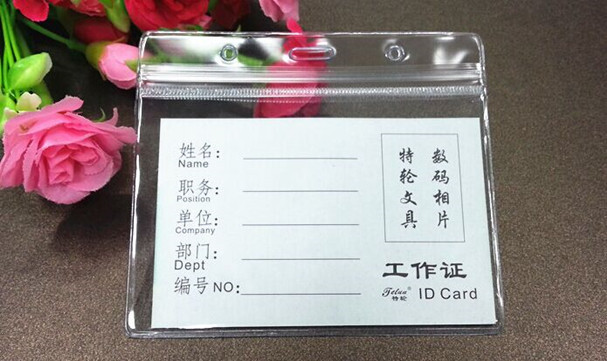 姓名：
Name
职务：
Position
单位：
Company
部门：
Dept
编号 NO：
数码相片
特轮文具
工作证
Telun®
特轮
ID Card